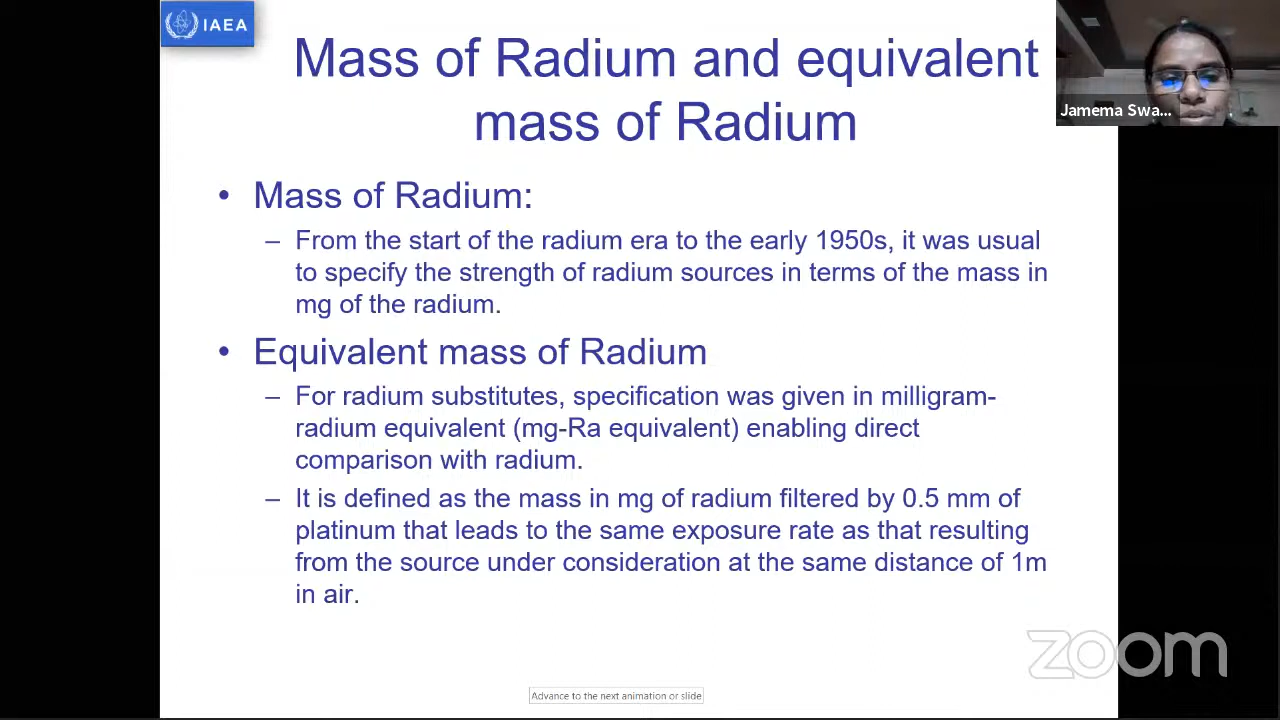 IAEA
Mass of Radium and equivalent
mass of Radium
Jamema Swa...
• Mass of Radium:
– From the start of the radium era to the early 1950s, it was usual
to specify the strength of radium sources in terms of the mass in
mg of the radium.
• Equivalent mass of Radium
– For radium substitutes, specification was given in milligram-
radium equivalent (mg-Ra equivalent) enabling direct
comparison with radium.
– It is defined as the mass in mg of radium filtered by 0.5 mm of
platinum that leads to the same exposure rate as that resulting
from the source under consideration at the same distance of 1m
in air.
zoom
Advance to the next animation or slide